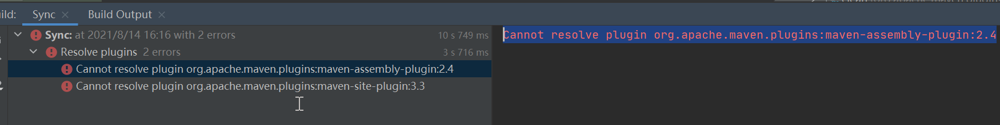 ild:
Sync
Build Output
Sync: at 2021/8/14 16:16 with 2 errors
10 s 749 ms
Resolve plugins 2 errors
3 s 716 ms
Cannot resolve plugin org.apache.maven.plugins:maven-assembly-plugin:2.4
Cannot resolve plugin org.apache.maven.plugins:maven-site-plugin:3.3
Cannot resolve plugin org.apache.maven.plugins:maven-assembly-plugin:2.4